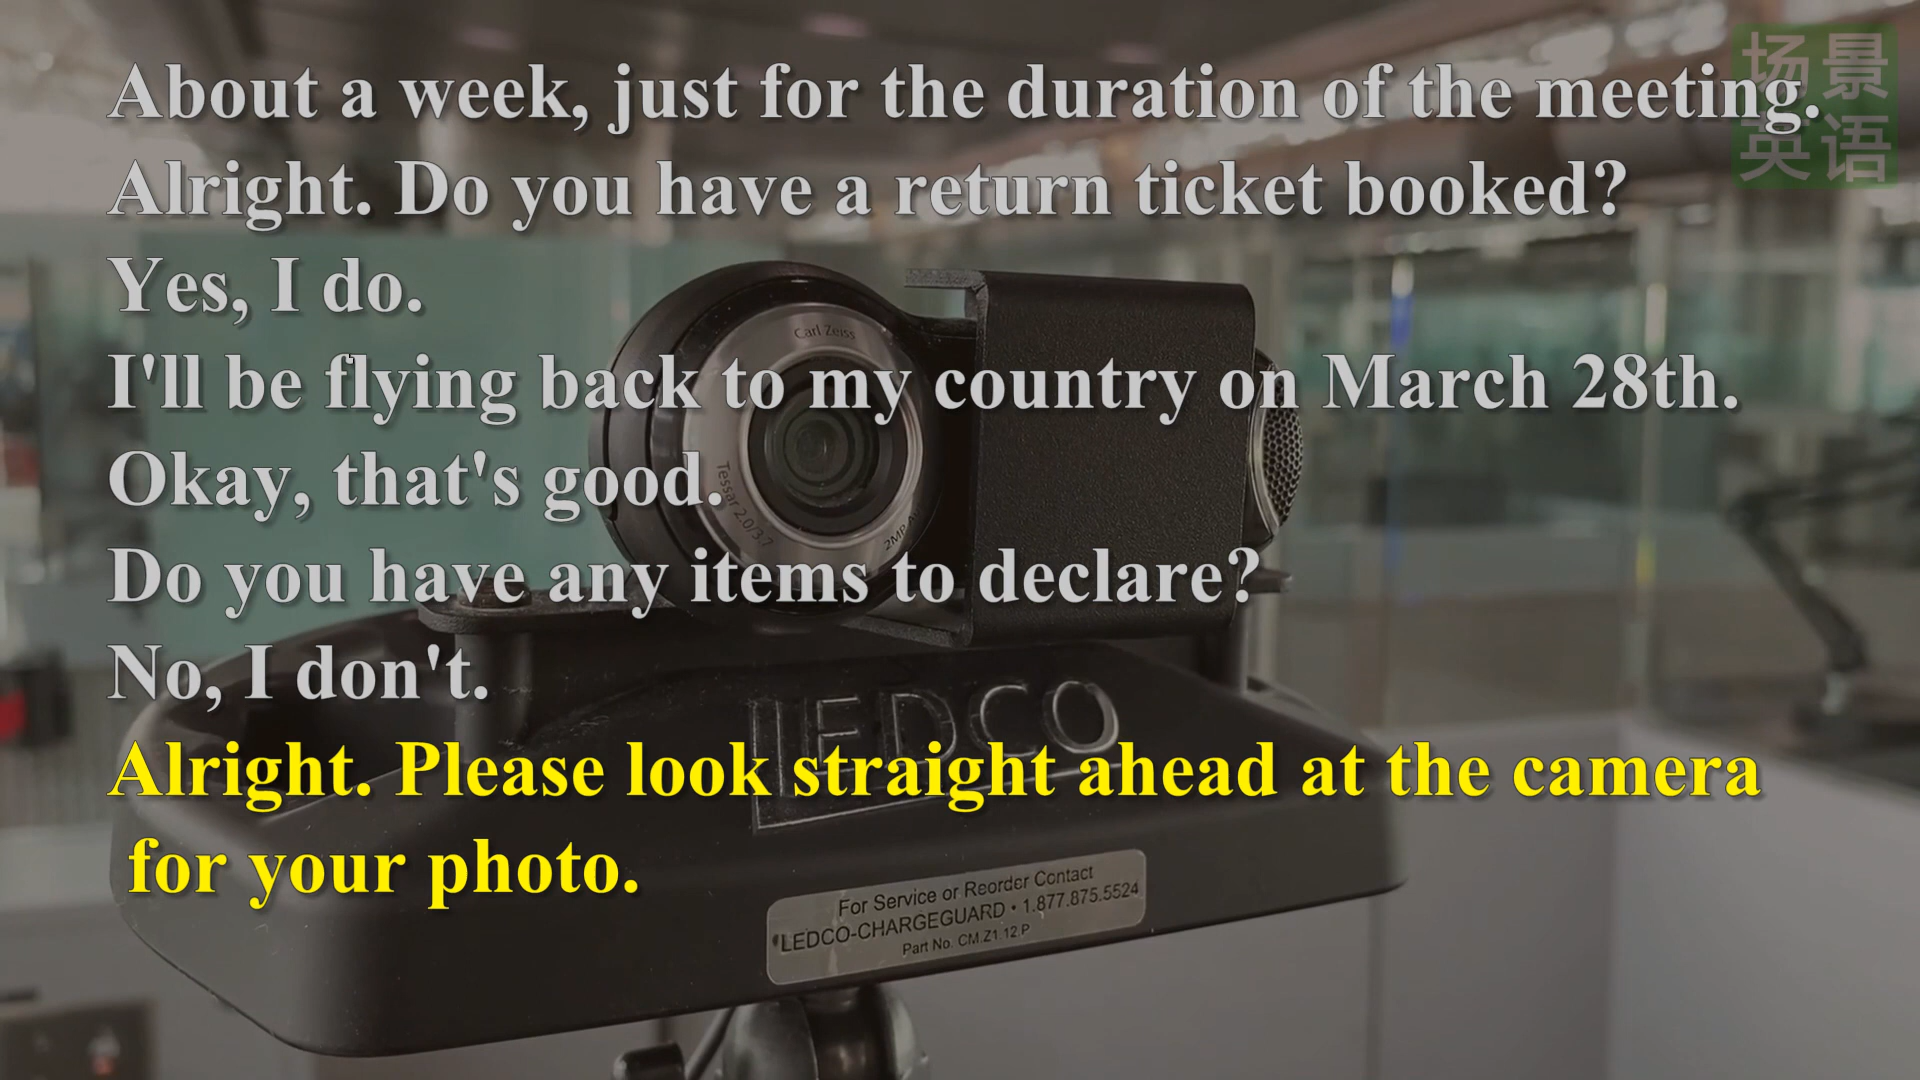 场景
英语
About a week, just for the duration of the meeting.
Alright. Do you have a return ticket booked?
Yes, I do.
I'll be flying back to my country on March 28th.
Okay, that's good.
Do you have any items to declare?
No, I don't.
Alright. Please look straight ahead at the camera
for your photo.
Carl Zeiss
Tessar 2.0/3.7
2MP A
LEDCO
For Service or Reorder Contact
LEDCO-CHARGEGUARD • 1.877.875.5524
Part No. CM.Z1.12.P